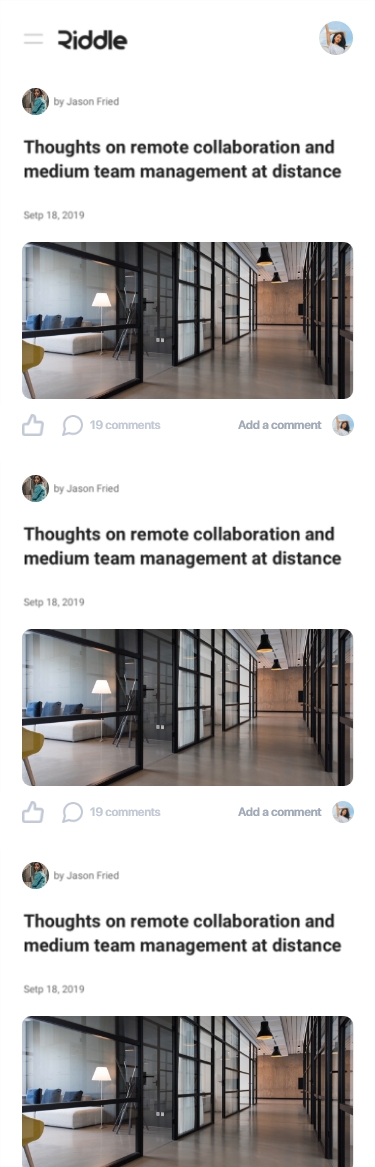 Riddle
by Jason Fried
Thoughts on remote collaboration and
medium team management at distance
Setp 18, 2019
19 comments Add a comment
by Jason Fried
Thoughts on remote collaboration and
medium team management at distance
Setp 18, 2019
19 comments Add a comment
by Jason Fried
Thoughts on remote collaboration and
medium team management at distance
Setp 18, 2019